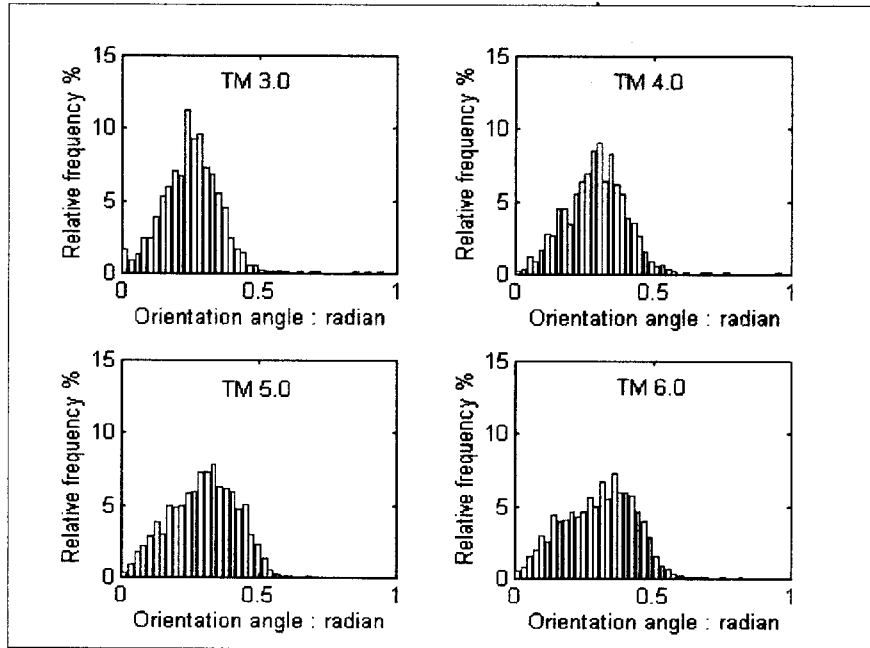 15
TM 3.0
Relative frequency %
10
5
0
0 0.5 1
Orientation angle : radian
15
TM 4.0
Relative frequency %
10
5
0
0 0.5 1
Orientation angle : radian
15
TM 5.0
Relative frequency %
10
5
0
0 0.5 1
Orientation angle : radian
15
TM 6.0
Relative frequency %
10
5
0
0 0.5 1
Orientation angle : radian